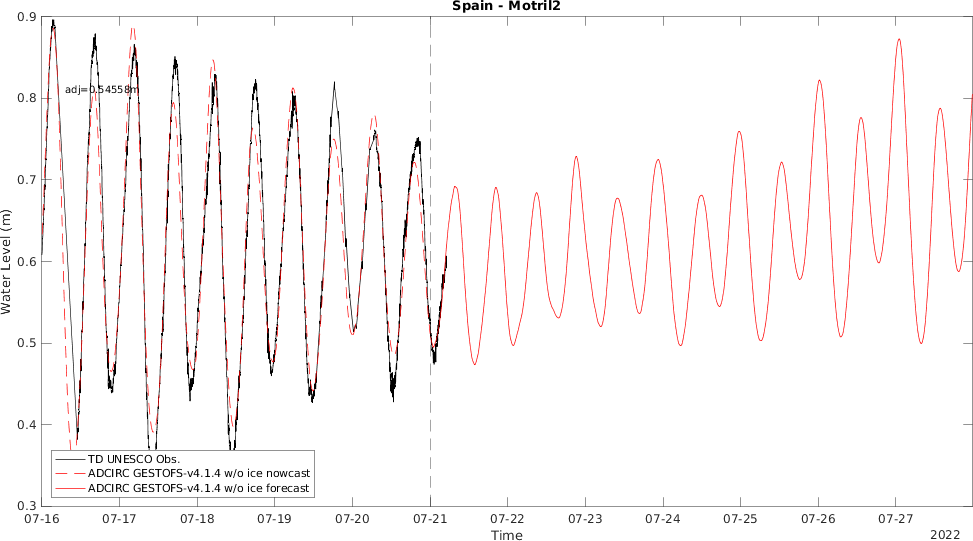 Spain - Motril2
0.9
0.8
0.7
0.6
0.5
0.4
0.3
Water Level (m)
adj=0.54558m
TD UNESCO Obs.
ADCIRC GESTOFS-v4.1.4 w/o ice nowcast
ADCIRC GESTOFS-v4.1.4 w/o ice forecast
07-16 07-17 07-18 07-19 07-20 07-21 07-22 07-23 07-24 07-25 07-26 07-27
Time
2022